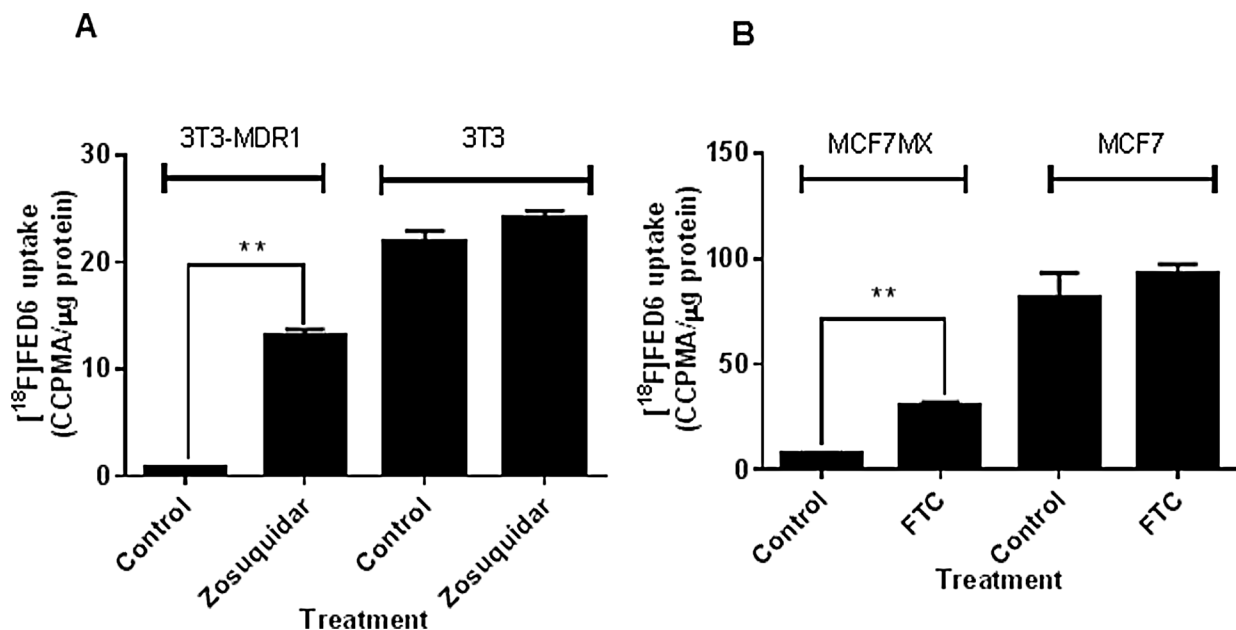 A
3T3-MDR1
3T3
[¹⁸F]FED6 uptake
(CCPMA/µg protein)
30
20
10
0
**
Control
Zosuquidar
Control
Zosuquidar
Treatment
B
MCF7MX
MCF7
[¹⁸F]FED6 uptake
(CCPMA/µg protein)
150
100
50
0
**
Control
FTC
Control
FTC
Treatment